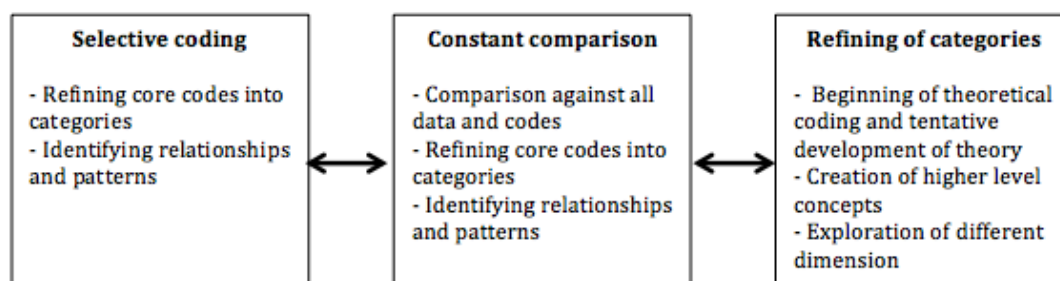 Selective coding
- Refining core codes into
categories
- Identifying relationships
and patterns
Constant comparison
- Comparison against all
data and codes
- Refining core codes into
categories
- Identifying relationships
and patterns
Refining of categories
- Beginning of theoretical
coding and tentative
development of theory
- Creation of higher level
concepts
- Exploration of different
dimension